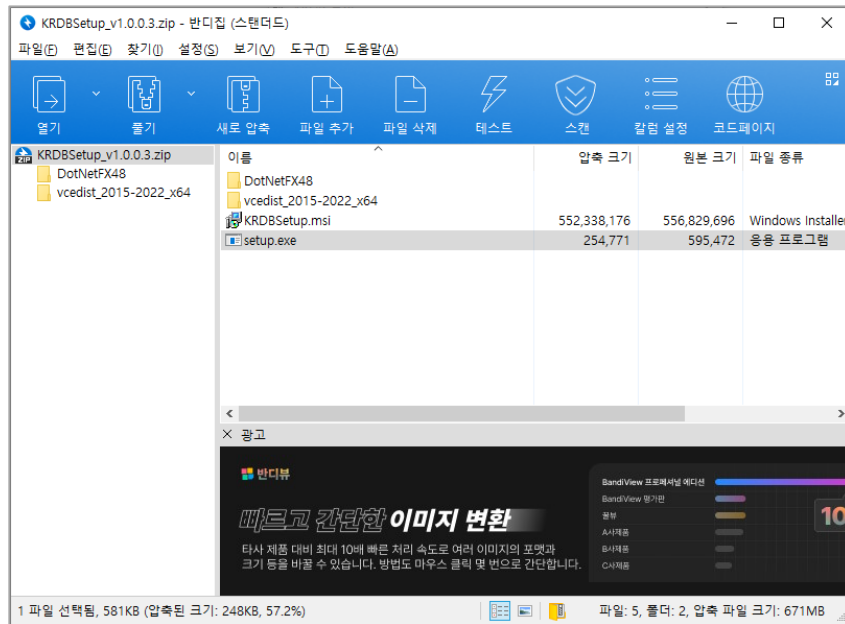 KRDBSetup_v1.0.0.3.zip - 반디집 (스탠더드)
파일(F) 편집(E) 찾기(I) 설정(S) 보기(V) 도구(T) 도움말(A)
열기 풀기 새로 압축 파일 추가 파일 삭제 테스트 스캔 칼럼 설정 코드페이지
KRDBSetup_v1.0.0.3.zip
DotNetFX48
vcedist_2015-2022_x64
이름 압축 크기 원본 크기 파일 종류
DotNetFX48
vcedist_2015-2022_x64
KRDBSetup.msi 552,338,176 556,829,696 Windows Installer
setup.exe 254,771 595,472 응용 프로그램
광고
반디뷰
빠르고 간단한 이미지 변환
타사 제품 대비 최대 10배 빠른 처리 속도로 여러 이미지의 포맷과
크기 등을 바꿀 수 있습니다. 방법도 마우스 클릭 몇 번으로 간단합니다.
BandiView 프로페셔널 에디션
BandiView 평가판
꿀뷰
A사제품
B사제품
C사제품
10
1 파일 선택됨, 581KB (압축된 크기: 248KB, 57.2%) 파일: 5, 폴더: 2, 압축 파일 크기: 671MB